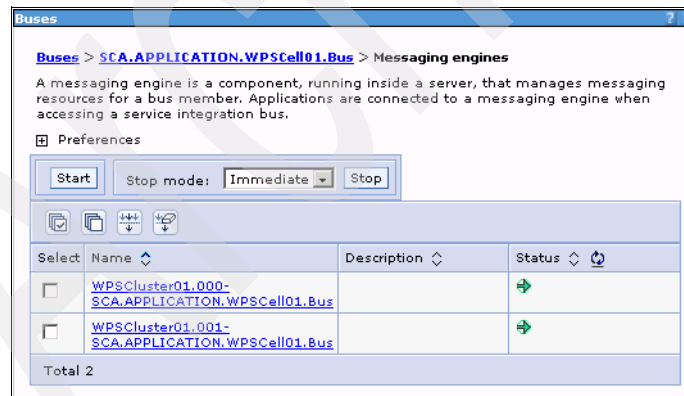 Buses ?
Buses > SCA.APPLICATION.WPSCell01.Bus > Messaging engines
A messaging engine is a component, running inside a server, that manages messaging
resources for a bus member. Applications are connected to a messaging engine when
accessing a service integration bus.
Preferences
Start Stop mode: Immediate Stop
Select Name Description Status
WPSCluster01.000-
SCA.APPLICATION.WPSCell01.Bus
WPSCluster01.001-
SCA.APPLICATION.WPSCell01.Bus
Total 2